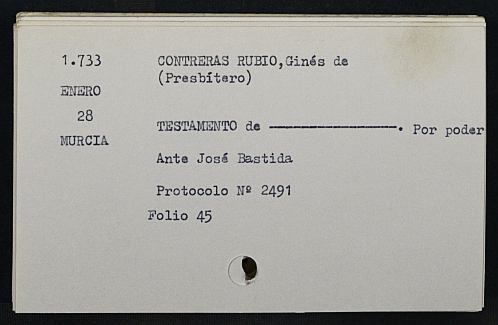 1.733
ENERO
28
MURCIA
CONTRERAS RUBIO,Ginés de
(Presbítero)
TESTAMENTO de ————————. Por poder
Ante José Bastida
Protocolo Nº 2491
Folio 45